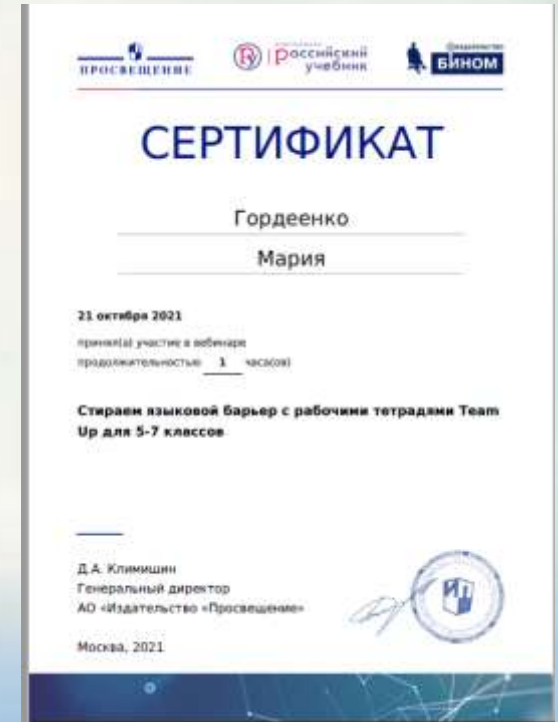 ПРОСВЕЩЕНИЕ
российский
учебник
БИНОМ
СЕРТИФИКАТ
Гордеенко
Мария
21 октября 2021
принял(а) участие в вебинаре
продолжительностью 1 часа(ов)
Стираем языковой барьер с рабочими тетрадями Team
Up для 5-7 классов
Д.А. Климишин
Генеральный директор
АО «Издательство «Просвещение»
Москва, 2021